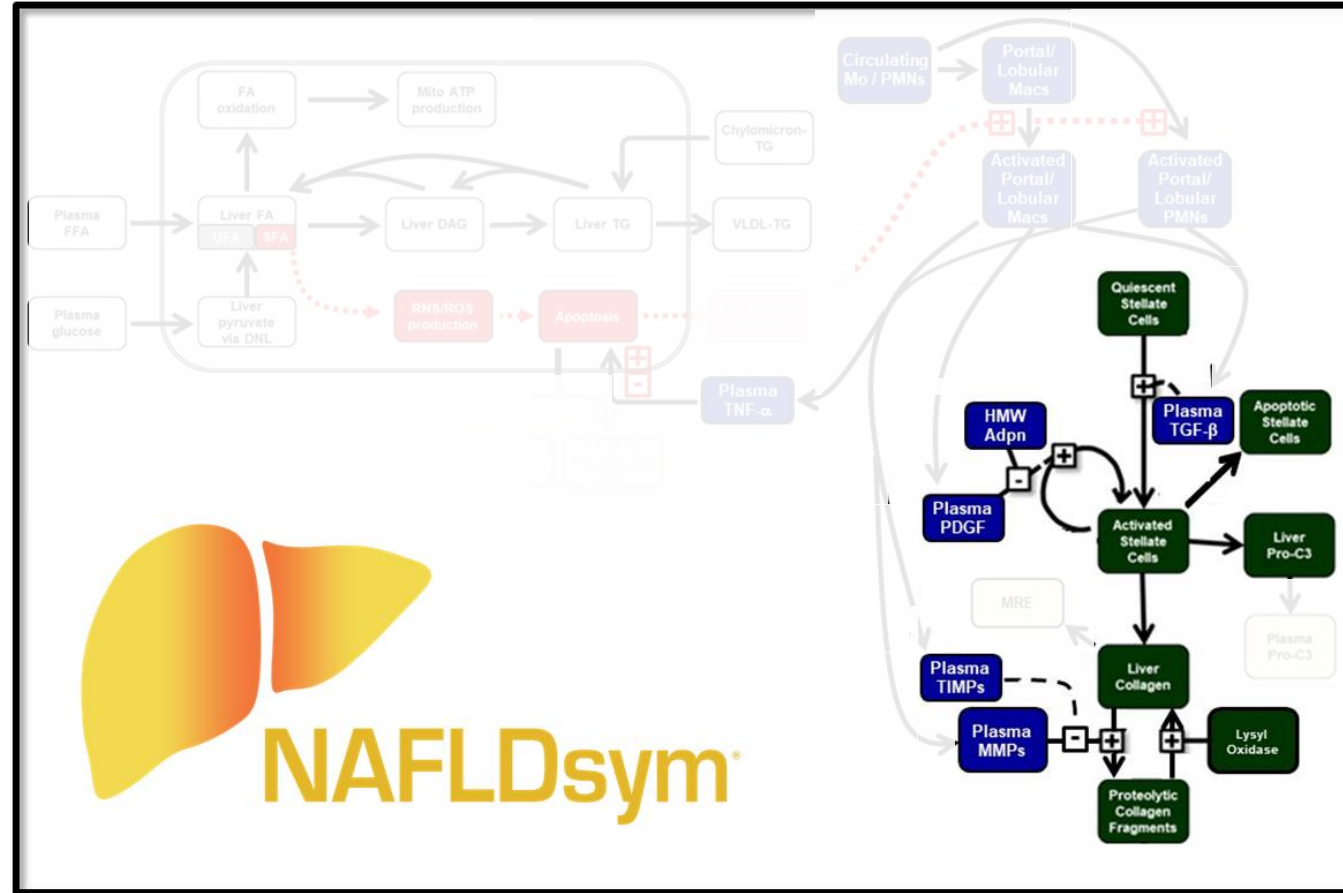 Circulating
Mo / PMNs
Portal/
Lobular
Macs
FA
oxidation
Mito ATP
production
Chylomicron-
TG
Activated
Portal/
Lobular
Macs
Activated
Portal/
Lobular
PMNs
Plasma
FFA
Liver FA
UFA
SFA
Liver DAG
Liver TG
VLDL-TG
Plasma
glucose
Liver
pyruvate
via DNL
RNS/ROS
production
Apoptosis
+
+
+
-
Plasma
TNF-α
Quiescent
Stellate
Cells
+
Plasma
TGF-β
Apoptotic
Stellate
Cells
HMW
Adpn
+
-
Plasma
PDGF
Activated
Stellate
Cells
Liver
Pro-C3
MRE
Plasma
Pro-C3
Plasma
TIMPs
Liver
Collagen
Plasma
MMPs
-
+
+
Lysyl
Oxidase
Proteolytic
Collagen
Fragments
NAFLDsym®